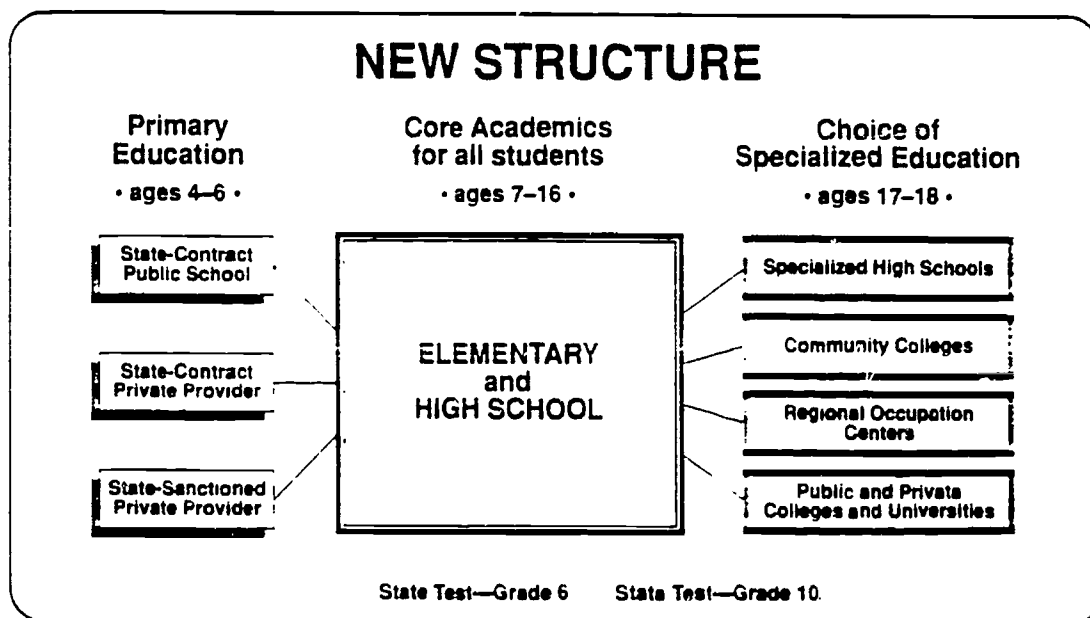 NEW STRUCTURE
Primary
Education
• ages 4–6 •
Core Academics
for all students
• ages 7–16 •
Choice of
Specialized Education
• ages 17–18 •
State-Contract
Public School
State-Contract
Private Provider
State-Sanctioned
Private Provider
ELEMENTARY
and
HIGH SCHOOL
Specialized High Schools
Community Colleges
Regional Occupation
Centers
Public and Private
Colleges and Universities
State Test—Grade 6
State Test—Grade 10.